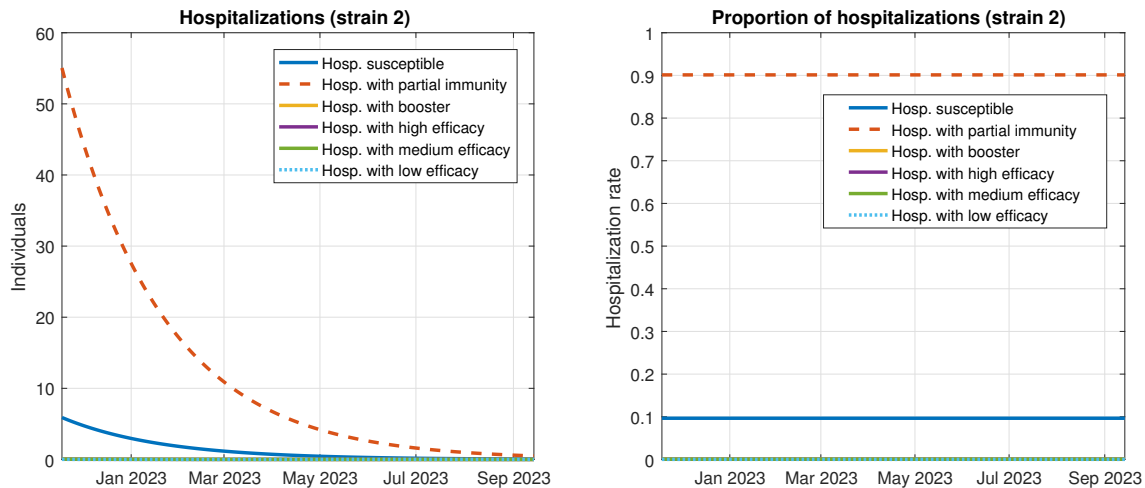 Hospitalizations (strain 2)
60
50
40
30
20
10
0
Individuals
Hosp. susceptible
Hosp. with partial immunity
Hosp. with booster
Hosp. with high efficacy
Hosp. with medium efficacy
Hosp. with low efficacy
Jan 2023 Mar 2023 May 2023 Jul 2023 Sep 2023
Proportion of hospitalizations (strain 2)
1
0.9
0.8
0.7
0.6
0.5
0.4
0.3
0.2
0.1
0
Hospitalization rate
Hosp. susceptible
Hosp. with partial immunity
Hosp. with booster
Hosp. with high efficacy
Hosp. with medium efficacy
Hosp. with low efficacy
Jan 2023 Mar 2023 May 2023 Jul 2023 Sep 2023